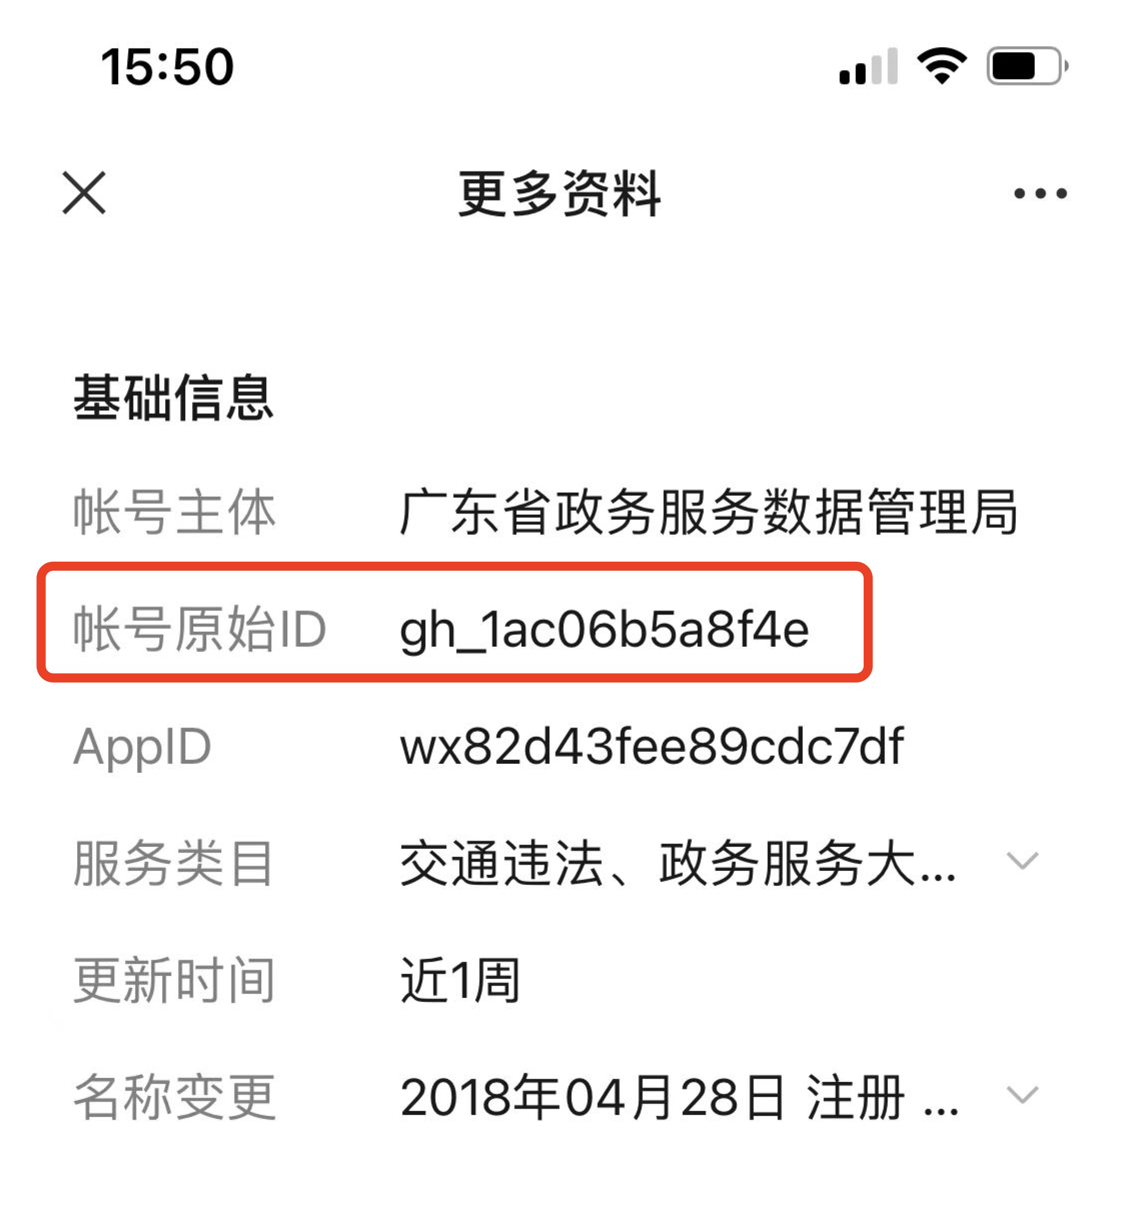 15:50
更多资料
基础信息
帐号主体 广东省政务服务数据管理局
帐号原始ID gh_1ac06b5a8f4e
AppID wx82d43fee89cdc7df
服务类目 交通违法、政务服务大...
更新时间 近1周
名称变更 2018年04月28日 注册 ...